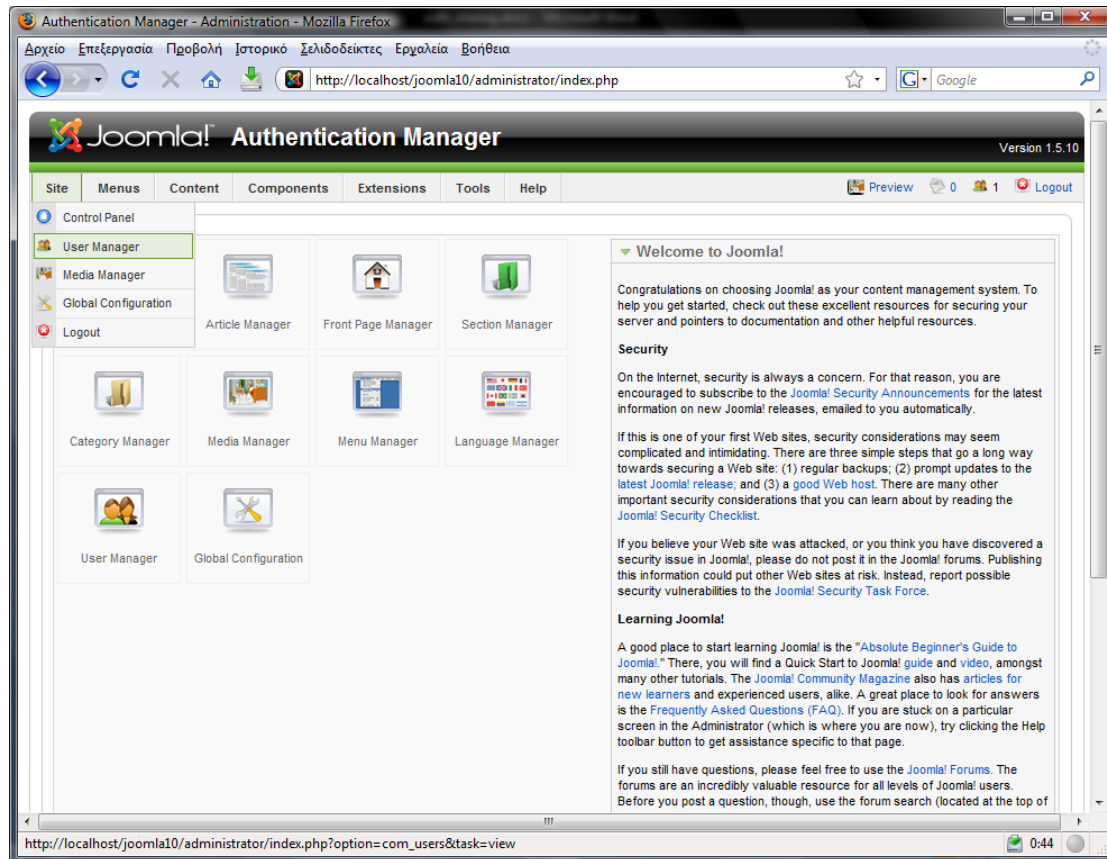 Authentication Manager - Administration - Mozilla Firefox
Αρχείο Επεξεργασία Προβολή Ιστορικό Σελιδοδείκτες Εργαλεία Βοήθεια
http://localhost/joomla10/administrator/index.php
G Google
Joomla! Authentication Manager
Version 1.5.10
Site Menus Content Components Extensions Tools Help
Preview 0 1 Logout
Control Panel
User Manager
Media Manager
Global Configuration
Logout
Article Manager Front Page Manager Section Manager
Category Manager Media Manager Menu Manager Language Manager
User Manager Global Configuration
Welcome to Joomla!
Congratulations on choosing Joomla! as your content management system. To
help you get started, check out these excellent resources for securing your
server and pointers to documentation and other helpful resources.
Security
On the Internet, security is always a concern. For that reason, you are
encouraged to subscribe to the Joomla! Security Announcements for the latest
information on new Joomla! releases, emailed to you automatically.
If this is one of your first Web sites, security considerations may seem
complicated and intimidating. There are three simple steps that go a long way
towards securing a Web site: (1) regular backups; (2) prompt updates to the
latest Joomla! release; and (3) a good Web host. There are many other
important security considerations that you can learn about by reading the
Joomla! Security Checklist.
If you believe your Web site was attacked, or you think you have discovered a
security issue in Joomla!, please do not post it in the Joomla! forums. Publishing
this information could put other Web sites at risk. Instead, report possible
security vulnerabilities to the Joomla! Security Task Force.
Learning Joomla!
A good place to start learning Joomla! is the "Absolute Beginner's Guide to
Joomla!." There, you will find a Quick Start to Joomla! guide and video, amongst
many other tutorials. The Joomla! Community Magazine also has articles for
new learners and experienced users, alike. A great place to look for answers
is the Frequently Asked Questions (FAQ). If you are stuck on a particular
screen in the Administrator (which is where you are now), try clicking the Help
toolbar button to get assistance specific to that page.
If you still have questions, please feel free to use the Joomla! Forums. The
forums are an incredibly valuable resource for all levels of Joomla! users.
Before you post a question, though, use the forum search (located at the top of
http://localhost/joomla10/administrator/index.php?option=com_users&task=view
0:44